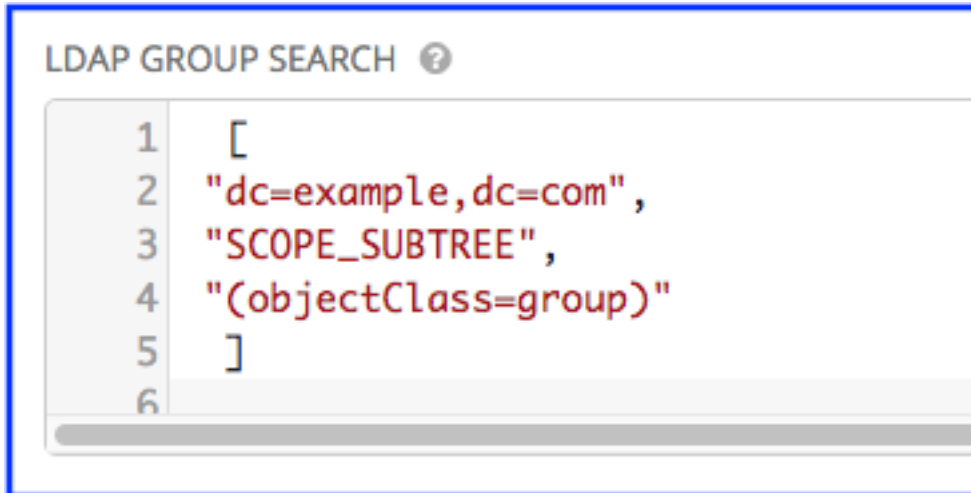 LDAP GROUP SEARCH ?
1 [
2 "dc=example,dc=com",
3 "SCOPE_SUBTREE",
4 "(objectClass=group)"
5 ]
6